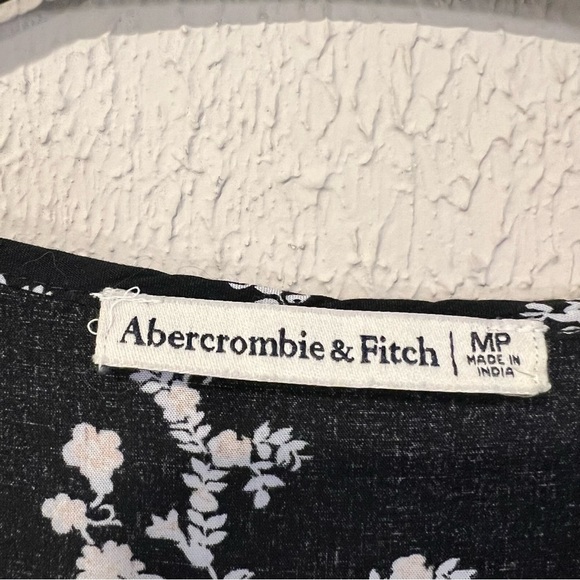 Abercrombie & Fitch | MP
MADE IN
INDIA